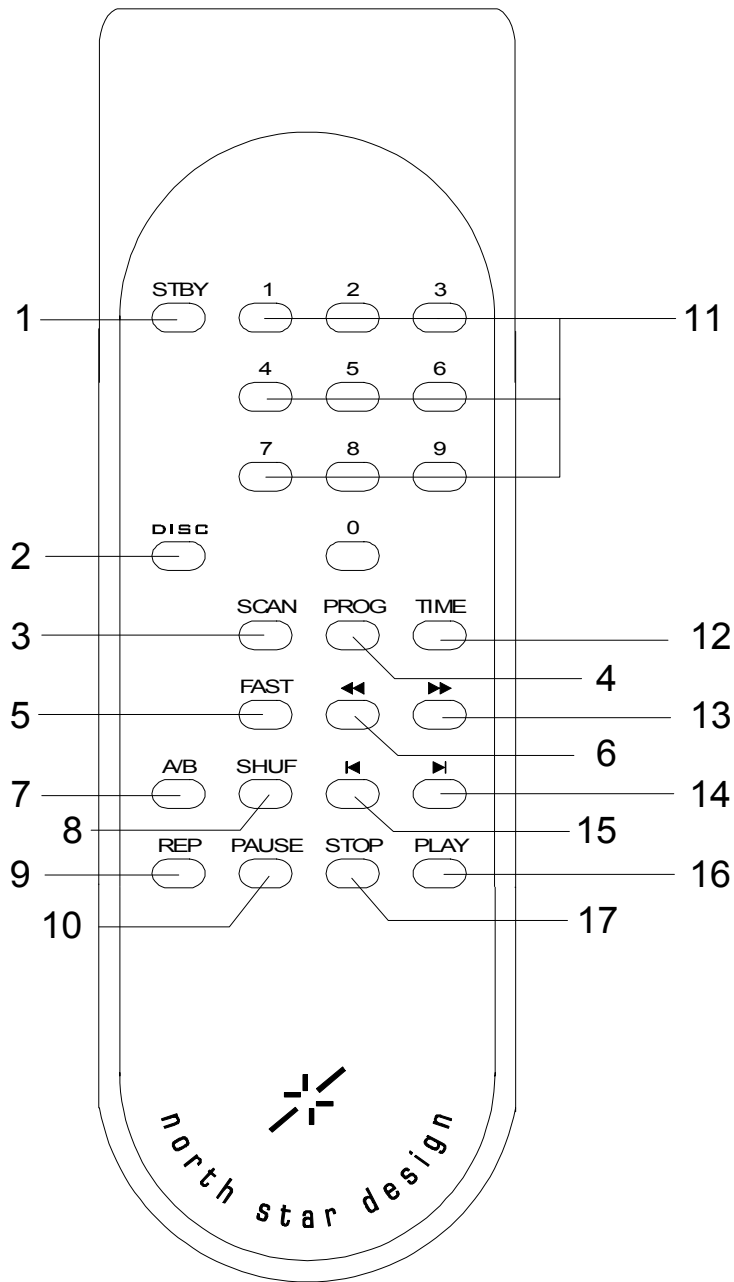 STBY 1 2 3
1 11
4 5 6
7 8 9
DISC 0
2
SCAN PROG TIME
3 12
4
FAST
5 13
6
A/B SHUF
7 14
8 15
REP PAUSE STOP PLAY
9 16
10 17
north star design